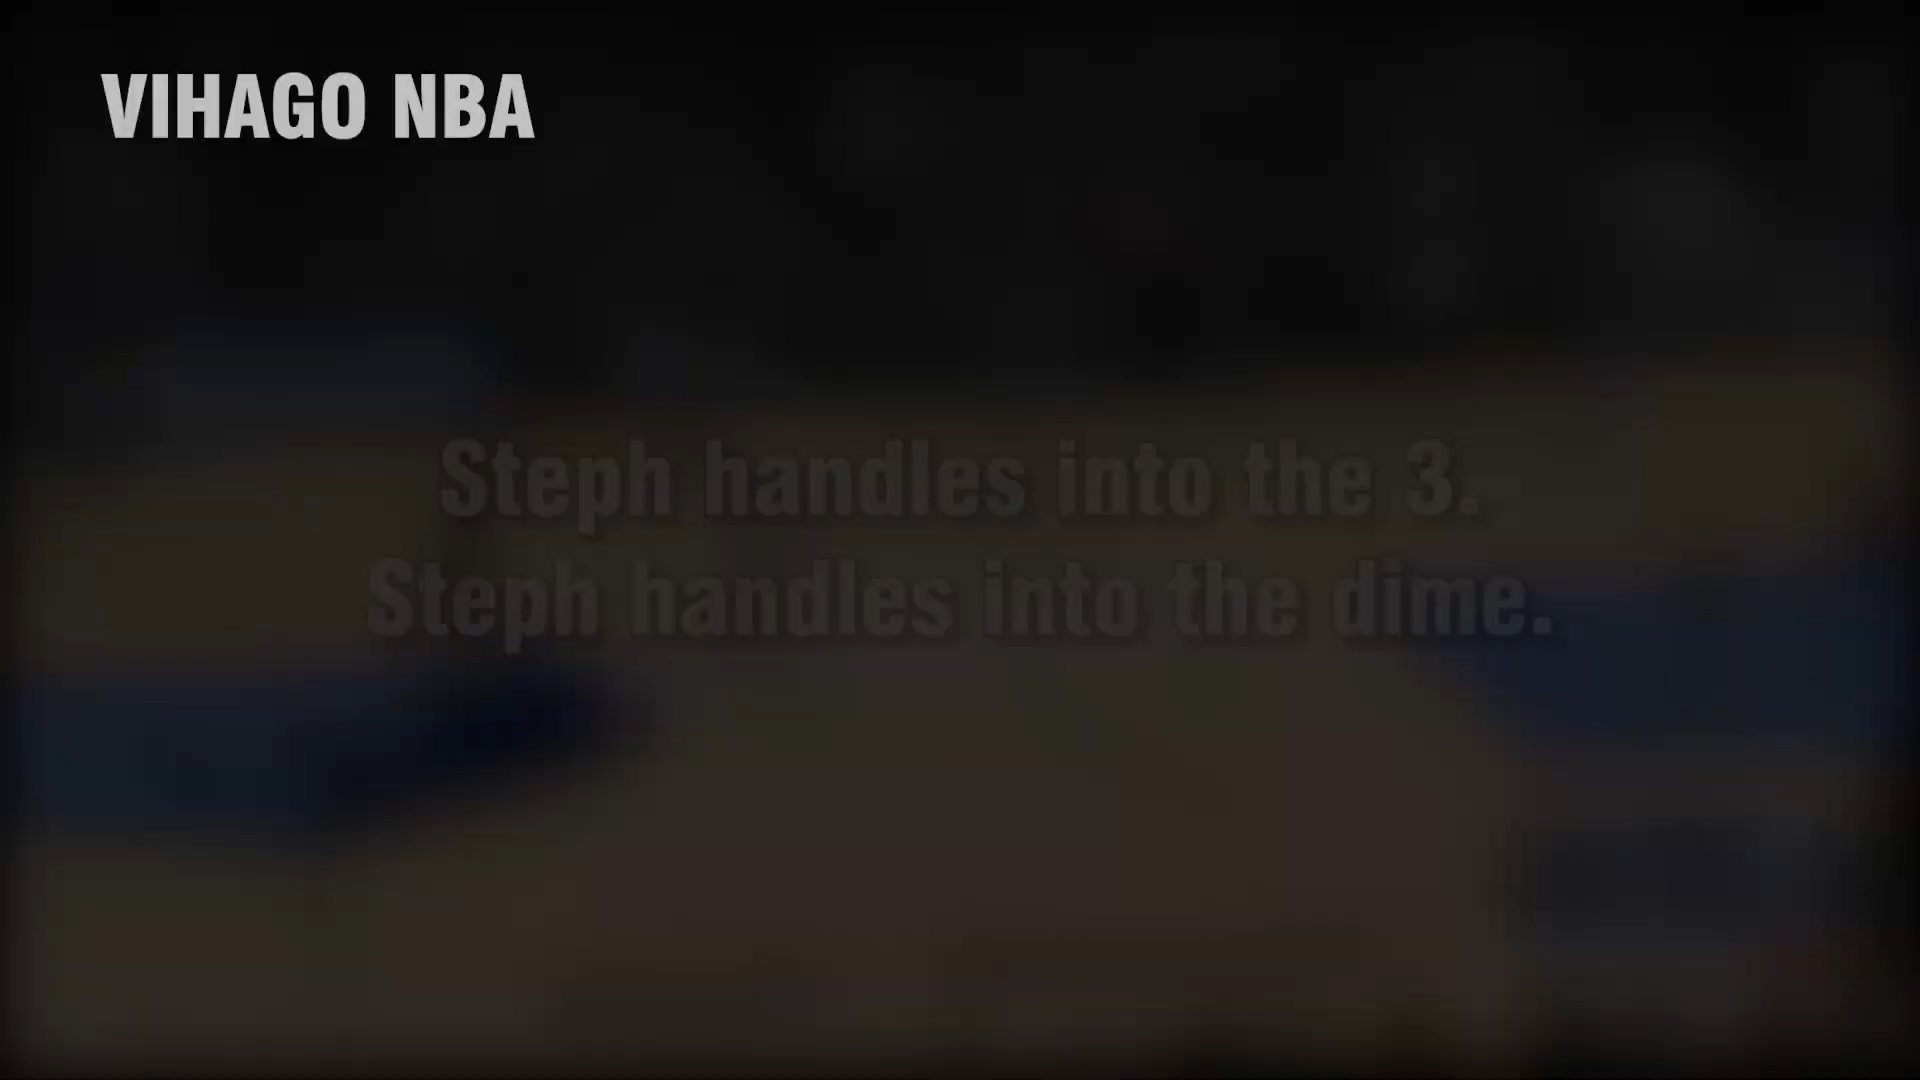 VIHAGO NBA
Steph handles into the 3.
Steph handles into the dime.